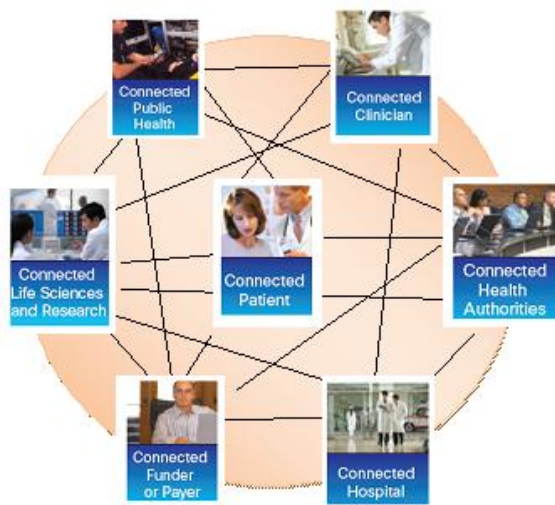 Connected
Public
Health
Connected
Clinician
Connected
Life Sciences
and Research
Connected
Patient
Connected
Health
Authorities
Connected
Funder
or Payer
Connected
Hospital